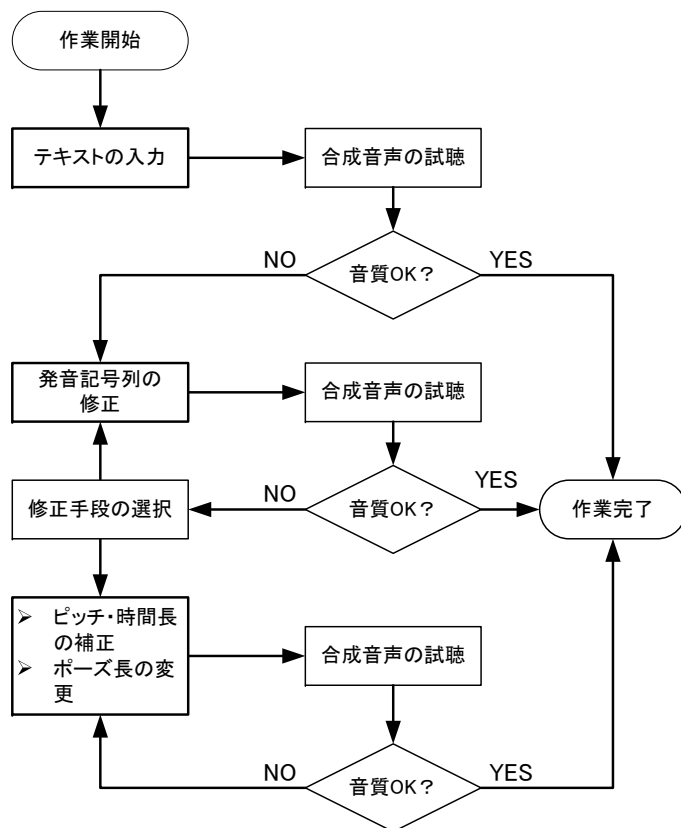 作業開始
テキストの入力
合成音声の試聴
音質OK？
NO
YES
発音記号列の
修正
合成音声の試聴
修正手段の選択
NO
音質OK？
YES
作業完了
➢ ピッチ・時間長
の補正
➢ ポーズ長の変
更
合成音声の試聴
NO
音質OK？
YES